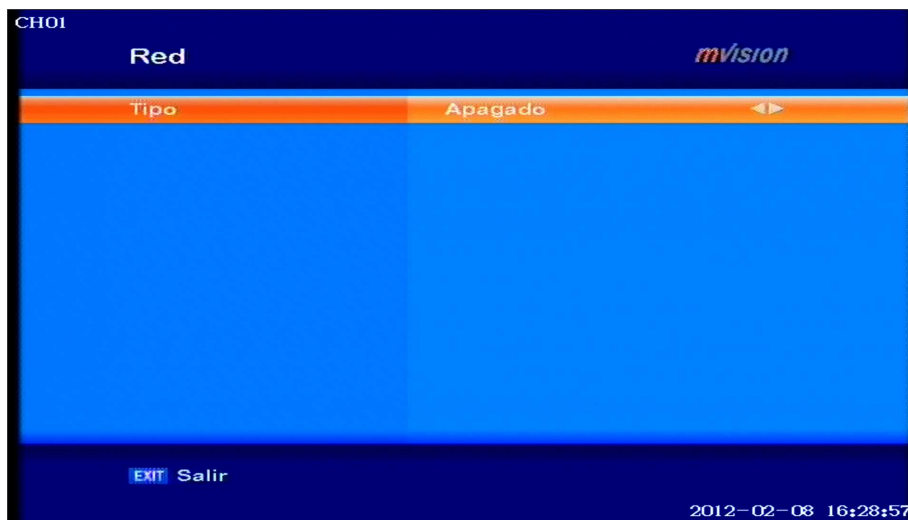 CH01
Red
mvision
Tipo Apagado
EXIT Salir
2012-02-08 16:28:57